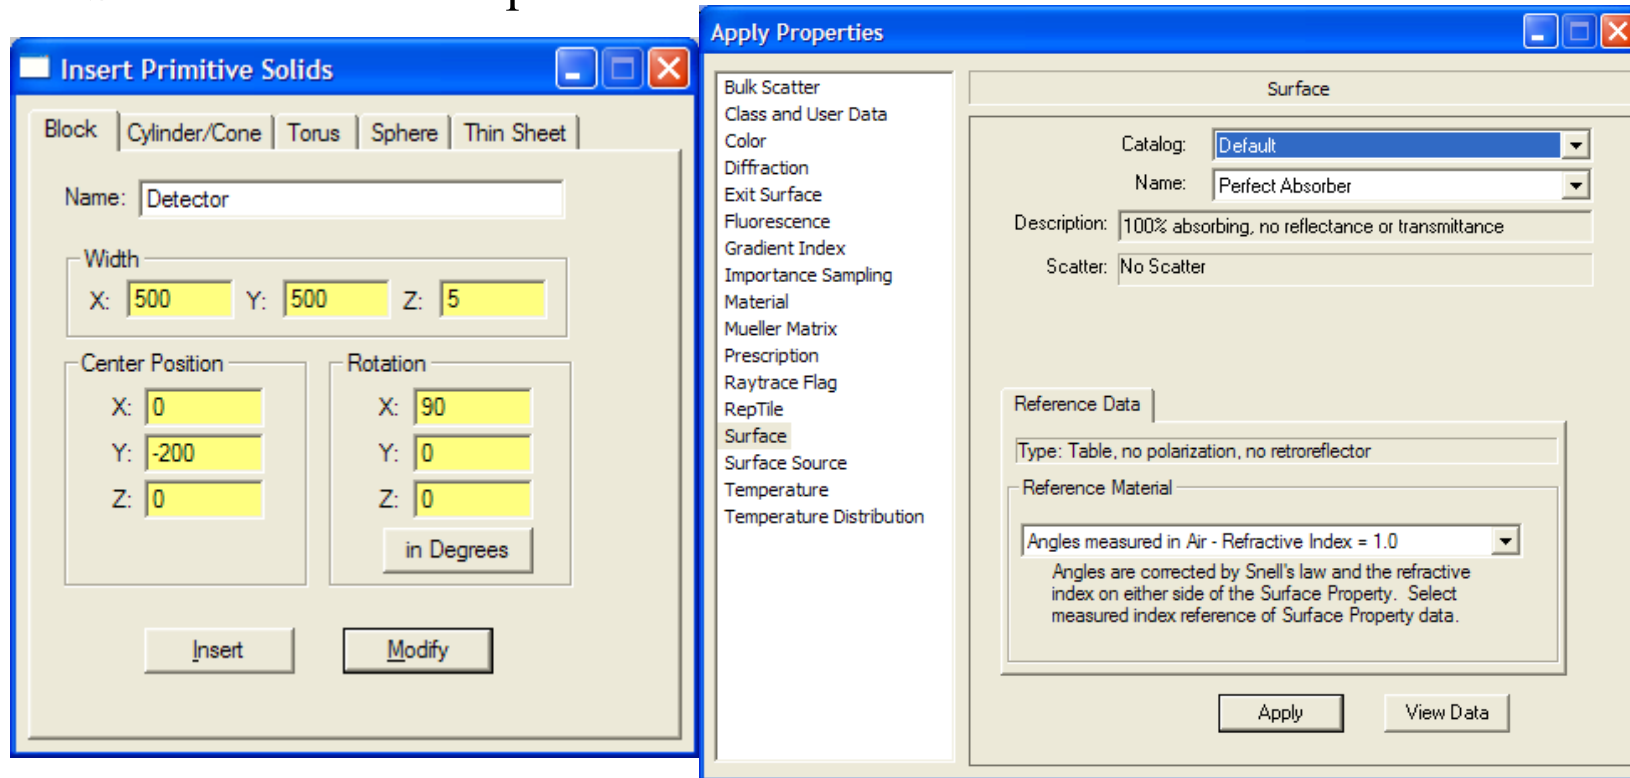 Insert Primitive Solids
Block Cylinder/Cone Torus Sphere Thin Sheet
Name: Detector
Width
X: 500 Y: 500 Z: 5
Center Position
X: 0
Y: -200
Z: 0
Rotation
X: 90
Y: 0
Z: 0
in Degrees
Insert Modify
Apply Properties
Bulk Scatter
Class and User Data
Color
Diffraction
Exit Surface
Fluorescence
Gradient Index
Importance Sampling
Material
Mueller Matrix
Prescription
Raytrace Flag
RepTile
Surface
Surface Source
Temperature
Temperature Distribution
Surface
Catalog: Default
Name: Perfect Absorber
Description: 100% absorbing, no reflectance or transmittance
Scatter: No Scatter
Reference Data
Type: Table, no polarization, no retroreflector
Reference Material
Angles measured in Air - Refractive Index = 1.0
Angles are corrected by Snell's law and the refractive
index on either side of the Surface Property. Select
measured index reference of Surface Property data.
Apply View Data